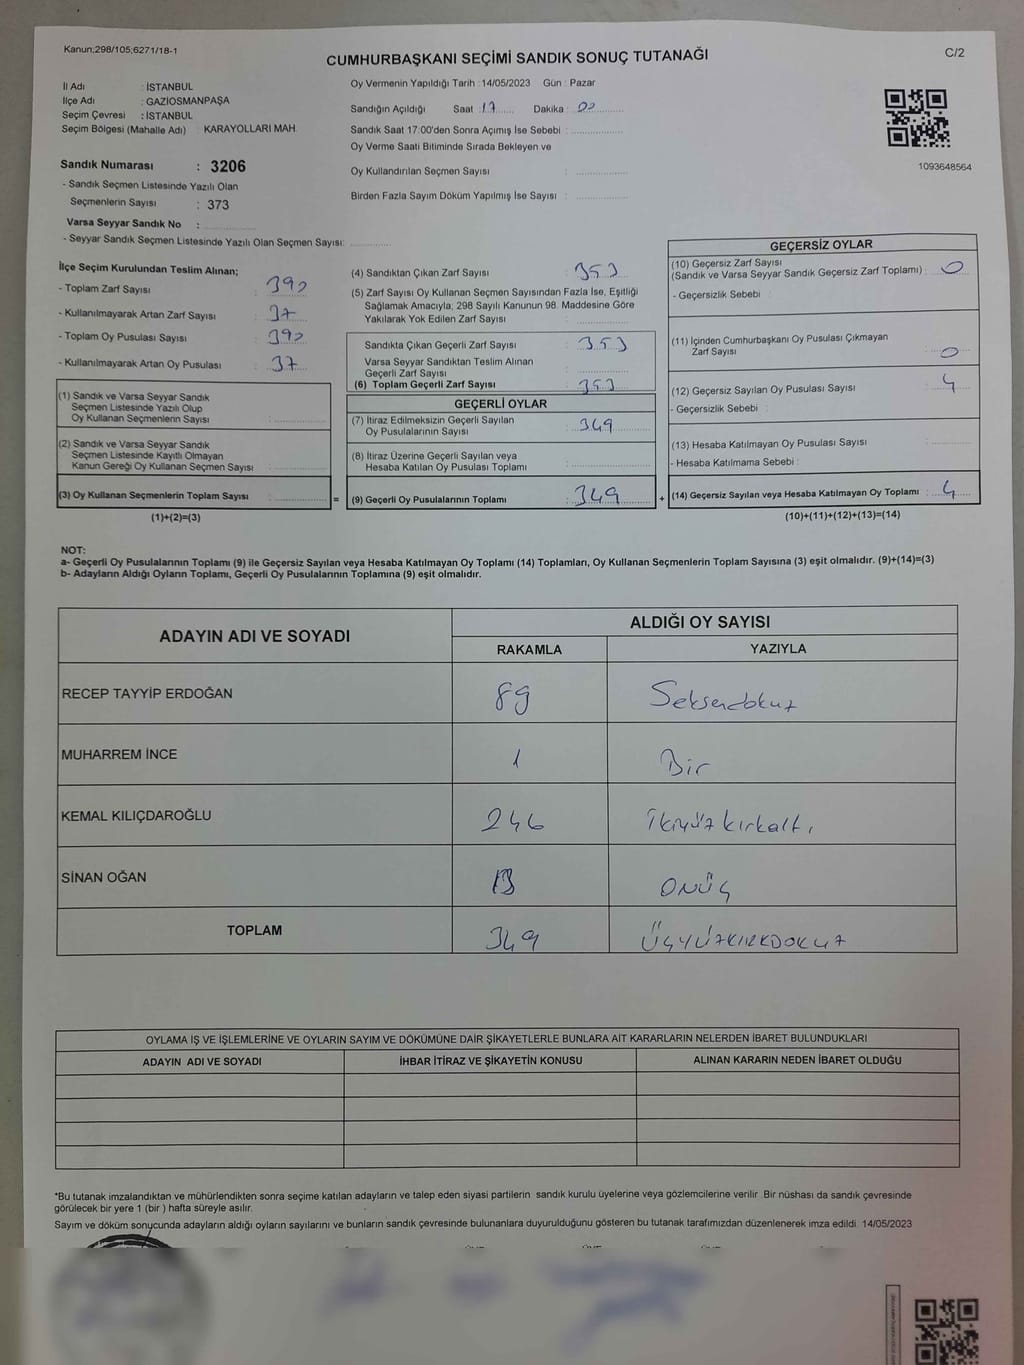 Kanun;298/105;6271/18-1
CUMHURBAŞKANI SEÇİMİ SANDIK SONUÇ TUTANAĞI
C/2
İl Adı : İSTANBUL
İlçe Adı : GAZİOSMANPAŞA
Seçim Çevresi : İSTANBUL
Seçim Bölgesi (Mahalle Adı) KARAYOLLARI MAH.
Sandık Numarası : 3206
- Sandık Seçmen Listesinde Yazılı Olan
Seçmenlerin Sayısı : 373
Varsa Seyyar Sandık No :
- Seyyar Sandık Seçmen Listesinde Yazılı Olan Seçmen Sayısı:
Oy Vermenin Yapıldığı Tarih : 14/05/2023 Gün : Pazar
Sandığın Açıldığı Saat : 17 Dakika : 00
Sandık Saat 17:00'den Sonra Açımış İse Sebebi :
Oy Verme Saati Bitiminde Sırada Bekleyen ve
Oy Kullandırılan Seçmen Sayısı :
Birden Fazla Sayım Döküm Yapılmış İse Sayısı :
1093648564
İlçe Seçim Kurulundan Teslim Alınan;
- Toplam Zarf Sayısı : 390
- Kullanılmayarak Artan Zarf Sayısı : 37
- Toplam Oy Pusulası Sayısı : 390
- Kullanılmayarak Artan Oy Pusulası : 37
(1) Sandık ve Varsa Seyyar Sandık
Seçmen Listesinde Yazılı Olup
Oy Kullanan Seçmenlerin Sayısı :
(2) Sandık ve Varsa Seyyar Sandık
Seçmen Listesinde Kayıtlı Olmayan
Kanun Gereği Oy Kullanan Seçmen Sayısı :
(3) Oy Kullanan Seçmenlerin Toplam Sayısı : =
(1)+(2)=(3)
(4) Sandıktan Çıkan Zarf Sayısı : 353
(5) Zarf Sayısı Oy Kullanan Seçmen Sayısından Fazla İse, Eşitliği
Sağlamak Amacıyla; 298 Sayılı Kanunun 98. Maddesine Göre
Yakılarak Yok Edilen Zarf Sayısı :
Sandıkta Çıkan Geçerli Zarf Sayısı : 353
Varsa Seyyar Sandıktan Teslim Alınan
Geçerli Zarf Sayısı :
(6) Toplam Geçerli Zarf Sayısı : 353
GEÇERLİ OYLAR
(7) İtiraz Edilmeksizin Geçerli Sayılan
Oy Pusulalarının Sayısı : 349
(8) İtiraz Üzerine Geçerli Sayılan veya
Hesaba Katılan Oy Pusulası Toplamı :
(9) Geçerli Oy Pusulalarının Toplamı : 349 +
GEÇERSİZ OYLAR
(10) Geçersiz Zarf Sayısı
(Sandık ve Varsa Seyyar Sandık Geçersiz Zarf Toplamı) : 0
- Geçersizlik Sebebi :
(11) İçinden Cumhurbaşkanı Oy Pusulası Çıkmayan
Zarf Sayısı : 0
(12) Geçersiz Sayılan Oy Pusulası Sayısı : 4
- Geçersizlik Sebebi :
(13) Hesaba Katılmayan Oy Pusulası Sayısı :
- Hesaba Katılmama Sebebi :
(14) Geçersiz Sayılan veya Hesaba Katılmayan Oy Toplamı : 4
(10)+(11)+(12)+(13)=(14)
NOT:
a- Geçerli Oy Pusulalarının Toplamı (9) ile Geçersiz Sayılan veya Hesaba Katılmayan Oy Toplamı (14) Toplamları, Oy Kullanan Seçmenlerin Toplam Sayısına (3) eşit olmalıdır. (9)+(14)=(3)
b- Adayların Aldığı Oyların Toplamı, Geçerli Oy Pusulalarının Toplamına (9) eşit olmalıdır.
ADAYIN ADI VE SOYADI
ALDIĞI OY SAYISI
RAKAMLA YAZIYLA
RECEP TAYYİP ERDOĞAN 89 Seksendokuz
MUHARREM İNCE 1 Bir
KEMAL KILIÇDAROĞLU 246 İkiyüzkırkaltı
SİNAN OĞAN 13 ONÜÇ
TOPLAM 349 ÜÇYÜZKIRKDOKUZ
OYLAMA İŞ VE İŞLEMLERİNE VE OYLARIN SAYIM VE DÖKÜMÜNE DAİR ŞİKAYETLERLE BUNLARA AİT KARARLARIN NELERDEN İBARET BULUNDUKLARI
ADAYIN ADI VE SOYADI İHBAR İTİRAZ VE ŞİKAYETİN KONUSU ALINAN KARARIN NEDEN İBARET OLDUĞU
*Bu tutanak imzalandıktan ve mühürlendikten sonra seçime katılan adayların ve talep eden siyasi partilerin sandık kurulu üyelerine veya gözlemcilerine verilir. Bir nüshası da sandık çevresinde
görülecek bir yere 1 (bir) hafta süreyle asılır.
Sayım ve döküm sonucunda adayların aldığı oyların sayılarını ve bunların sandık çevresinde bulunanlara duyurulduğunu gösteren bu tutanak tarafımızdan düzenlenerek imza edildi. 14/05/2023